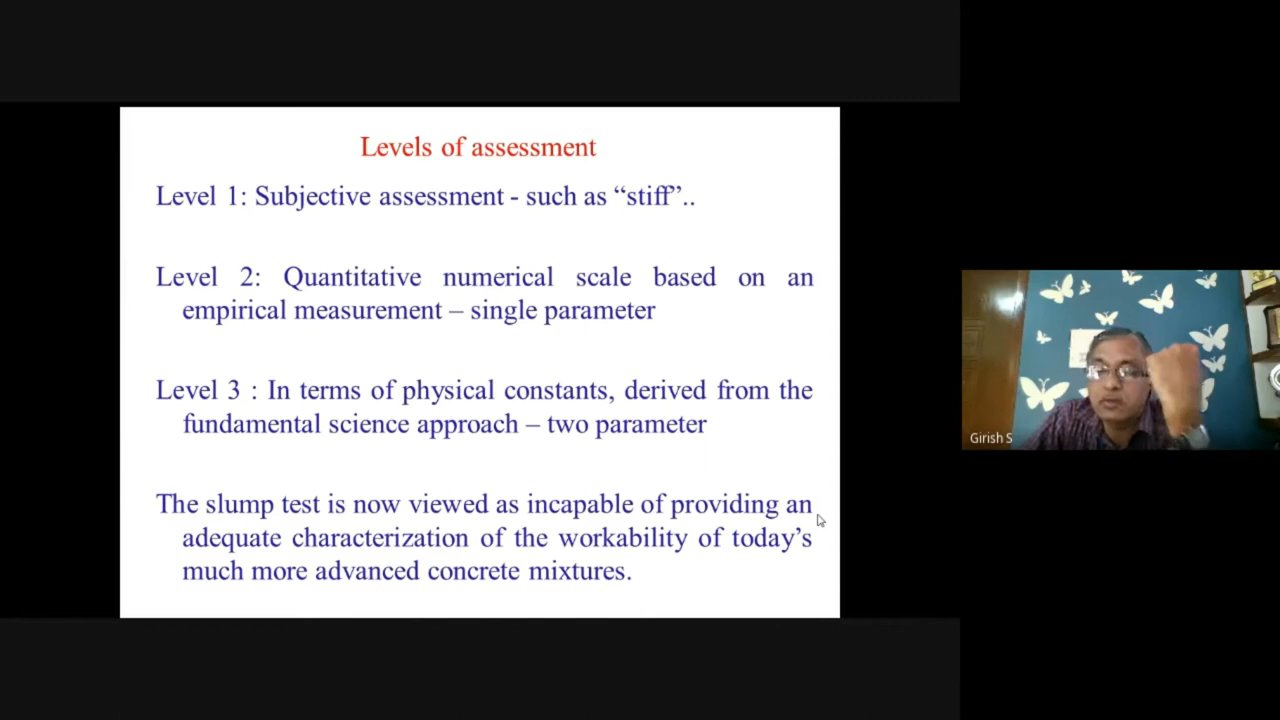 Levels of assessment
Level 1: Subjective assessment - such as “stiff”..
Level 2: Quantitative numerical scale based on an
empirical measurement – single parameter
Level 3 : In terms of physical constants, derived from the
fundamental science approach – two parameter
The slump test is now viewed as incapable of providing an
adequate characterization of the workability of today’s
much more advanced concrete mixtures.
Girish S